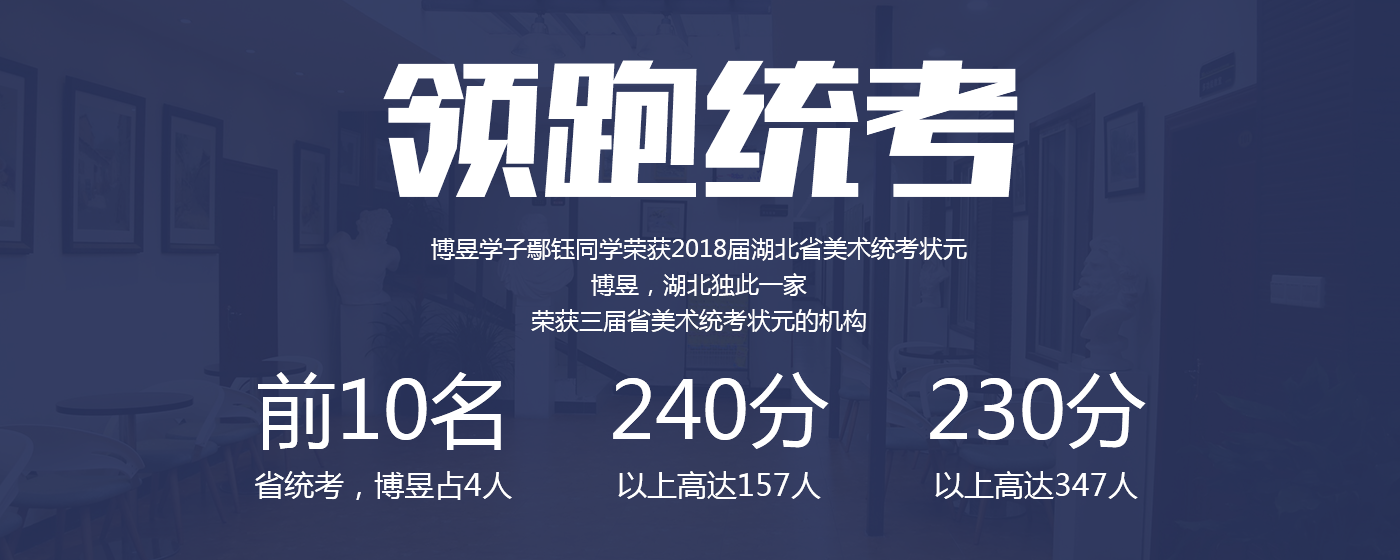 领跑统考
博昱学子鄢钰同学荣获2018届湖北省美术统考状元
博昱，湖北独此一家
荣获三届省美术统考状元的机构
前10名 240分 230分
省统考，博昱占4人 以上高达157人 以上高达347人